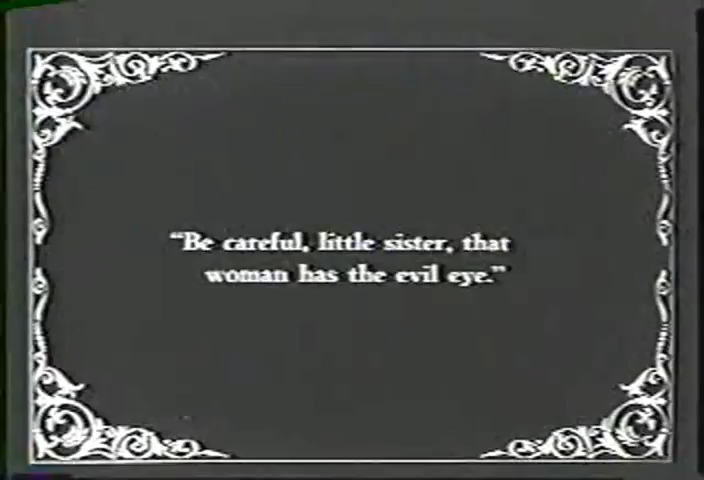 “Be careful, little sister, that
woman has the evil eye.”